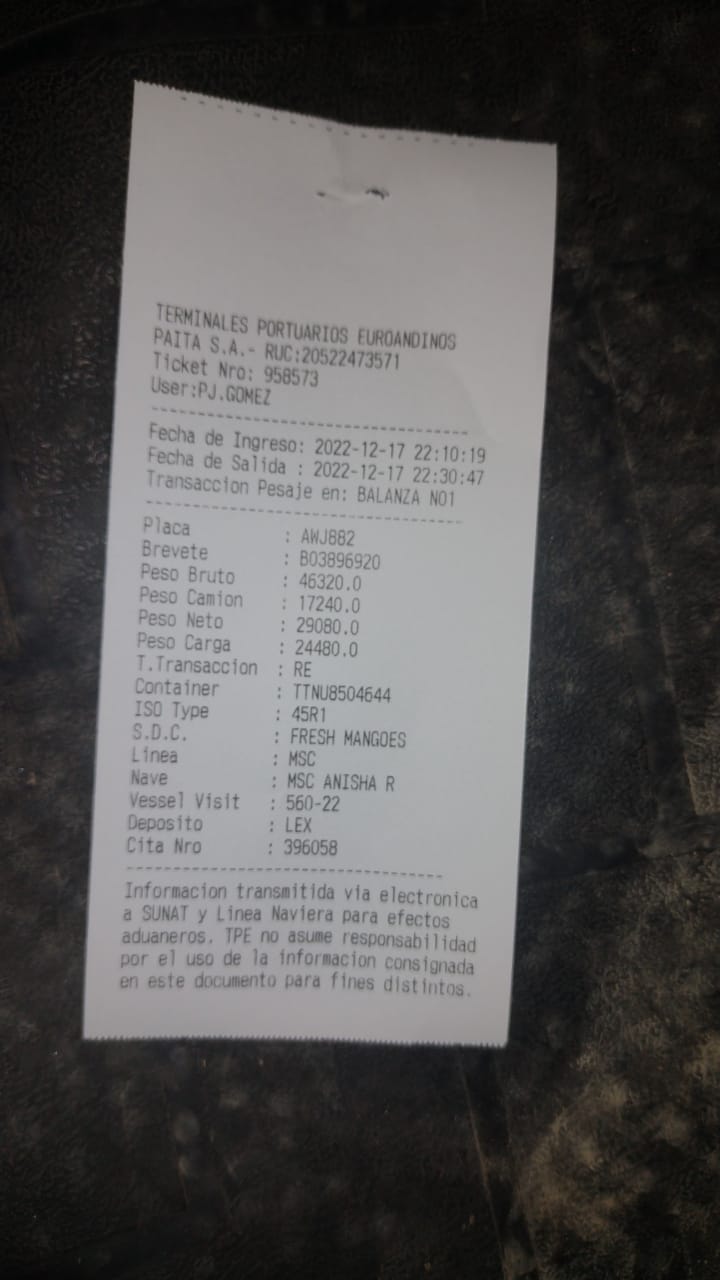 TERMINALES PORTUARIOS EUROANDINOS
PAITA S.A.- RUC:20522473571
Ticket Nro: 958573
User:PJ.GOMEZ
Fecha de Ingreso: 2022-12-17 22:10:19
Fecha de Salida : 2022-12-17 22:30:47
Transaccion Pesaje en: BALANZA NO1
Placa : AWJ882
Brevete : B03896920
Peso Bruto : 46320.0
Peso Camion : 17240.0
Peso Neto : 29080.0
Peso Carga : 24480.0
T.Transaccion : RE
Container : TTNU8504644
ISO Type : 45R1
S.D.C. : FRESH MANGOES
Linea : MSC
Nave : MSC ANISHA R
Vessel Visit : 560-22
Deposito : LEX
Cita Nro : 396058
Informacion transmitida via electronica
a SUNAT y Linea Naviera para efectos
aduaneros. TPE no asume responsabilidad
por el uso de la informacion consignada
en este documento para fines distintos.